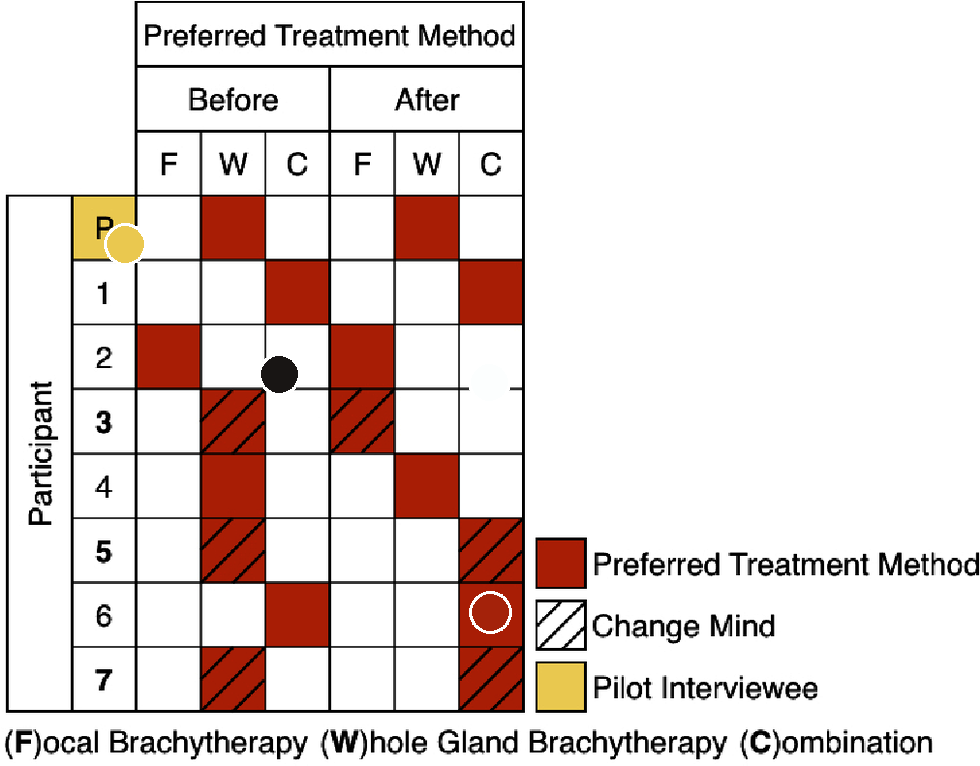 Preferred Treatment Method
Before After
F W C F W C
Participant
P
1
2
3
4
5
6
7
Preferred Treatment Method
Change Mind
Pilot Interviewee
(F)ocal Brachytherapy (W)hole Gland Brachytherapy (C)ombination